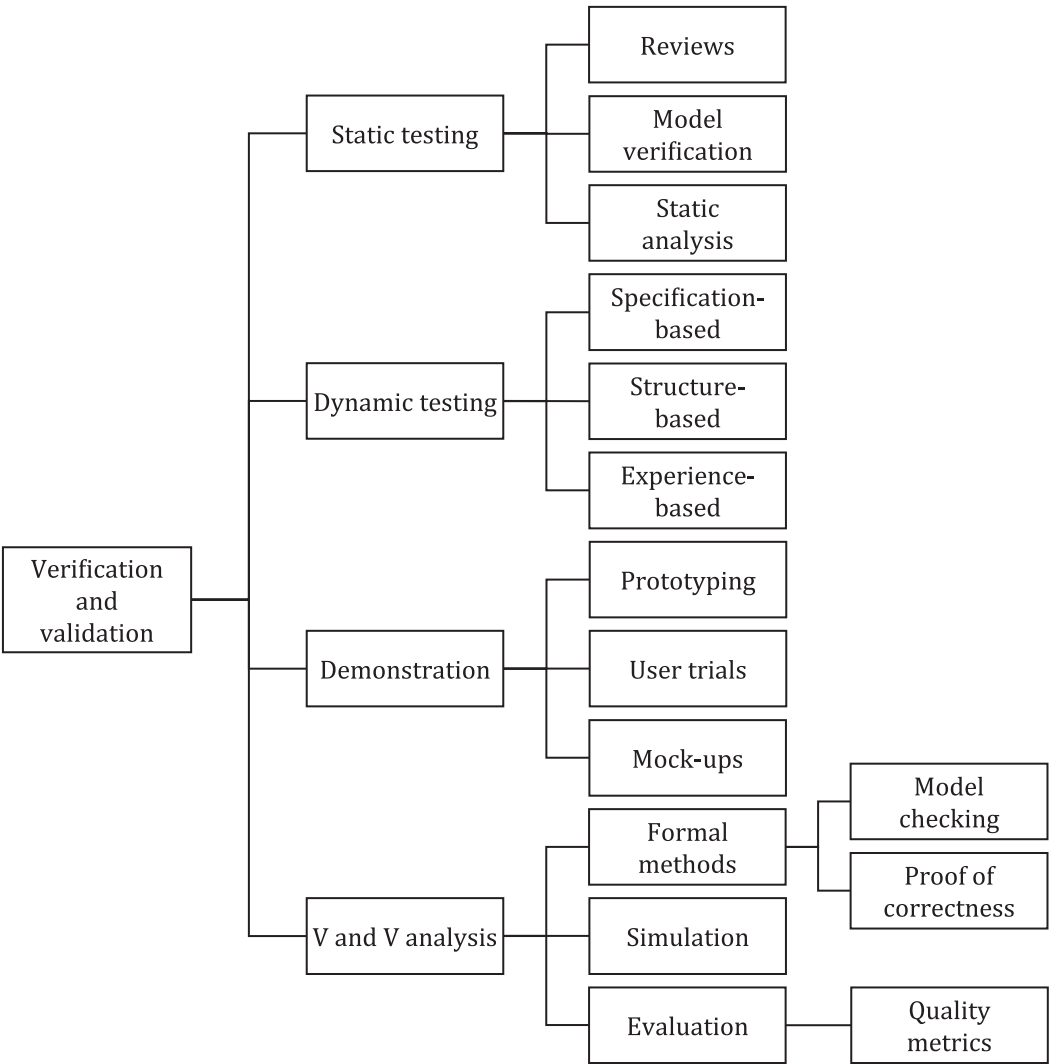 Reviews
Static testing
Model
verification
Static
analysis
Specification-
based
Dynamic testing
Structure-
based
Experience-
based
Verification
and
validation
Prototyping
Demonstration
User trials
Mock-ups
Formal
methods
Model
checking
Proof of
correctness
V and V analysis
Simulation
Evaluation
Quality
metrics